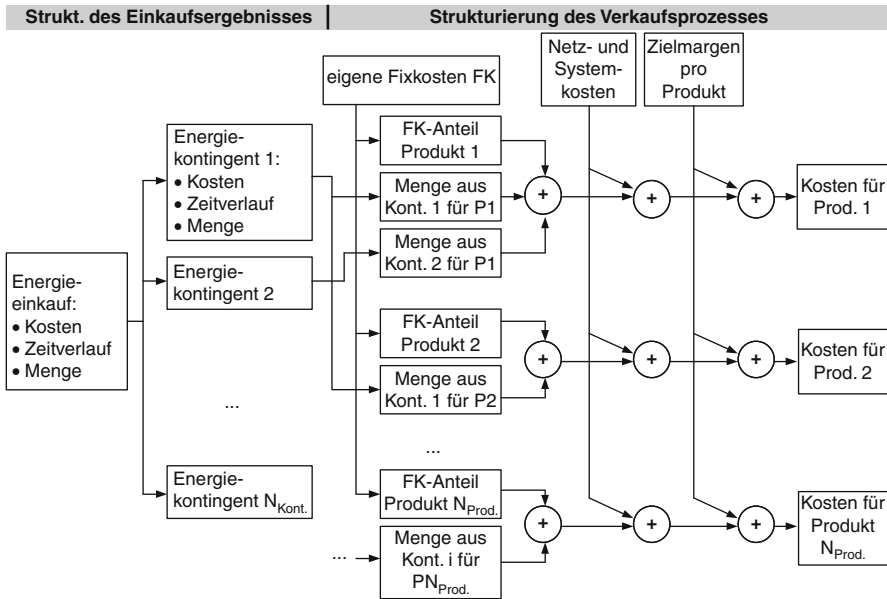 Strukt. des Einkaufsergebnisses
Strukturierung des Verkaufsprozesses
eigene Fixkosten FK
Netz- und
System-
kosten
Zielmargen
pro
Produkt
Energie-
einkauf:
• Kosten
• Zeitverlauf
• Menge
Energie-
kontingent 1:
• Kosten
• Zeitverlauf
• Menge
Energie-
kontingent 2
...
Energie-
kontingent N_Kont.
FK-Anteil
Produkt 1
Menge aus
Kont. 1 für P1
Menge aus
Kont. 2 für P1
+
+
+
Kosten für
Prod. 1
FK-Anteil
Produkt 2
Menge aus
Kont. 1 für P2
+
+
+
Kosten für
Prod. 2
...
FK-Anteil
Produkt N_Prod.
...
Menge aus
Kont. i für
PN_Prod.
+
+
+
Kosten für
Produkt
N_Prod.